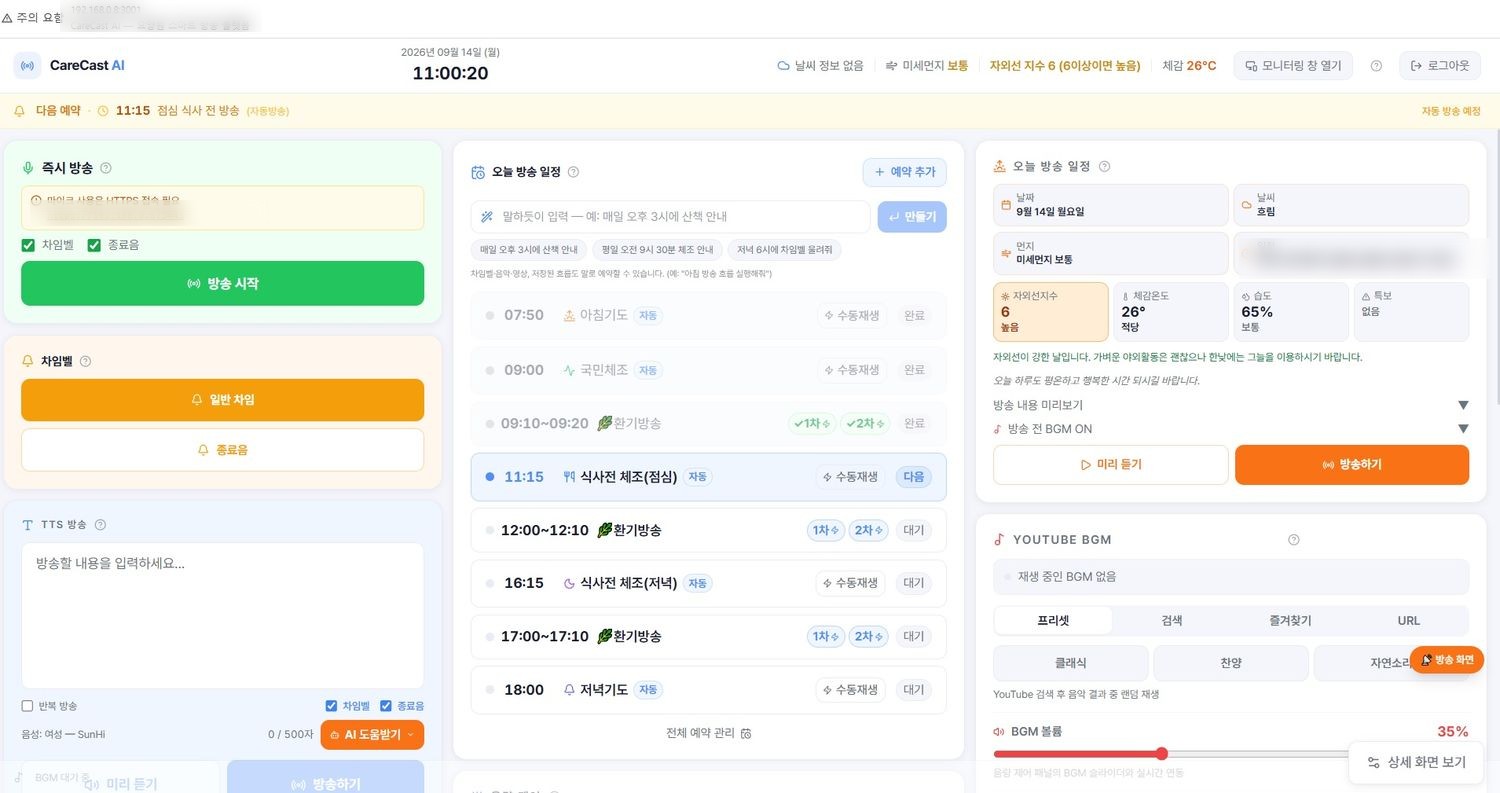 주의 요함
CareCast AI
2026년 09월 14일 (월)
11:00:20
날씨 정보 없음
미세먼지 보통
자외선 지수 6 (6이상이면 높음)
체감 26°C
모니터링 창 열기
로그아웃
다음 예약 · 11:15 점심 식사 전 방송 (자동방송)
자동 방송 예정
즉시 방송
차임벨 종료음
방송 시작
차임벨
일반 차임
종료음
TTS 방송
방송할 내용을 입력하세요...
반복 방송
차임벨 종료음
음성: 여성 — SunHi
0 / 500자
AI 도움받기
BGM 대기 중
미리 듣기
방송하기
오늘 방송 일정
예약 추가
말하듯이 입력 — 예: 매일 오후 3시에 산책 안내
만들기
매일 오후 3시에 산책 안내
평일 오전 9시 30분 체조 안내
저녁 6시에 차임벨 울려줘
차임벨·음악·영상, 저장된 흐름도 말로 예약할 수 있습니다. (예: "아침 방송 흐름 실행해줘")
07:50 아침기도 자동 수동재생 완료
09:00 국민체조 자동 수동재생 완료
09:10~09:20 환기방송 1차 2차 완료
11:15 식사전 체조(점심) 자동 수동재생 다음
12:00~12:10 환기방송 1차 2차 대기
16:15 식사전 체조(저녁) 자동 수동재생 대기
17:00~17:10 환기방송 1차 2차 대기
18:00 저녁기도 자동 수동재생 대기
전체 예약 관리
오늘 방송 일정
날짜
9월 14일 월요일
날씨
흐림
먼지
미세먼지 보통
자외선지수
6
높음
체감온도
26°
적당
습도
65%
보통
특보
없음
자외선이 강한 날입니다. 가벼운 야외활동은 괜찮으나 한낮에는 그늘을 이용하시기 바랍니다.
오늘 하루도 평온하고 행복한 시간 되시길 바랍니다.
방송 내용 미리보기
방송 전 BGM ON
미리 듣기
방송하기
YOUTUBE BGM
재생 중인 BGM 없음
프리셋 검색 즐겨찾기 URL
클래식 찬양 자연소리
방송 화면
YouTube 검색 후 음악 결과 중 랜덤 재생
BGM 볼륨
35%
음량 제어 패널의 BGM 슬라이더와 실시간 연동
상세 화면 보기